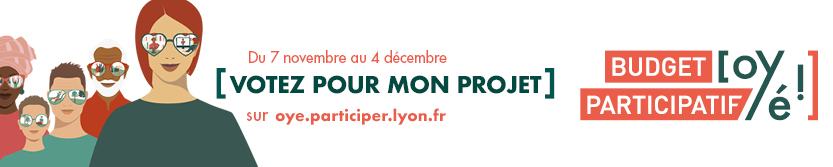 Du 7 novembre au 4 décembre
[VOTEZ POUR MON PROJET]
sur oye.participer.lyon.fr
BUDGET
PARTICIPATIF
[oyé!]